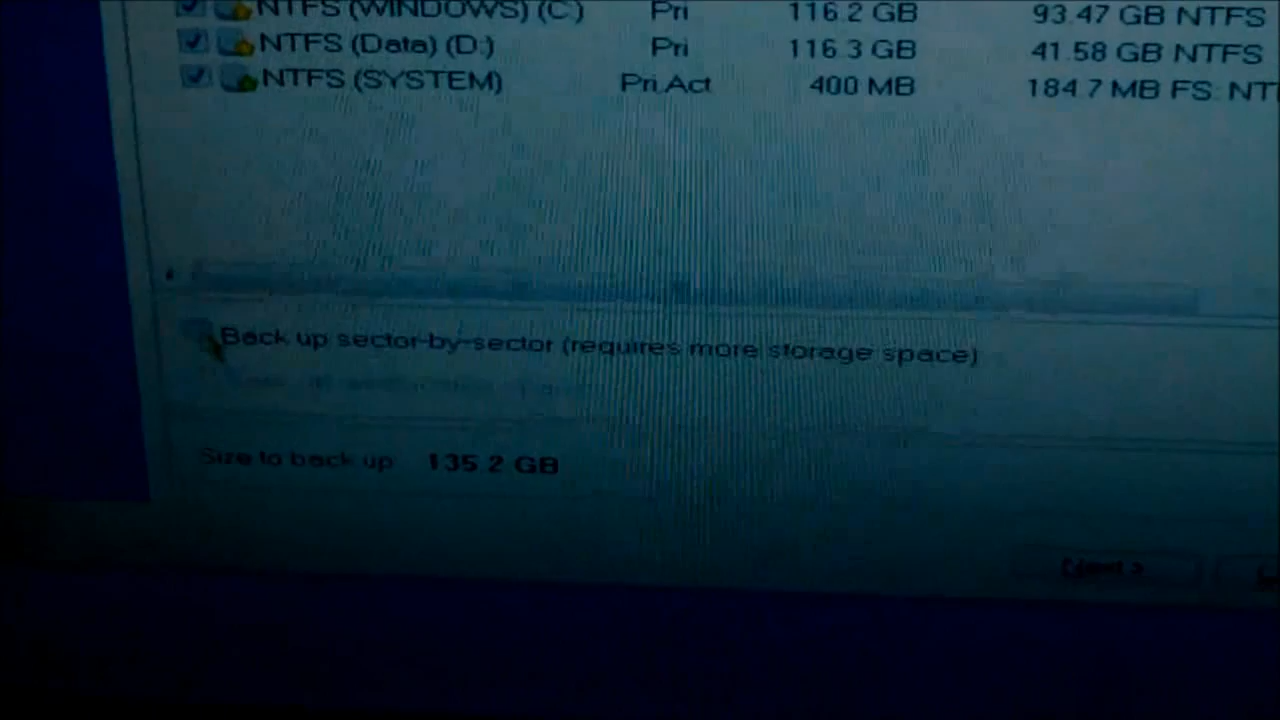 NTFS (WINDOWS) (C:) Pri 116.2 GB 93.47 GB NTFS
NTFS (Data) (D:) Pri 116.3 GB 41.58 GB NTFS
NTFS (SYSTEM) Pri,Act 400 MB 184.7 MB FS: NT
Back up sector-by-sector (requires more storage space)
Size to back up: 135.2 GB
Next >